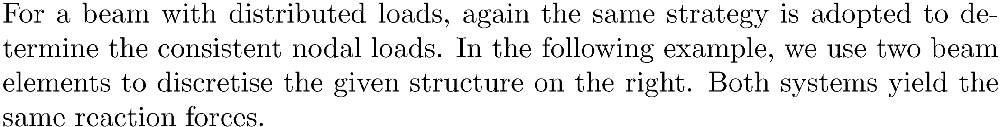 For a beam with distributed loads, again the same strategy is adopted to de-
termine the consistent nodal loads. In the following example, we use two beam
elements to discretise the given structure on the right. Both systems yield the
same reaction forces.